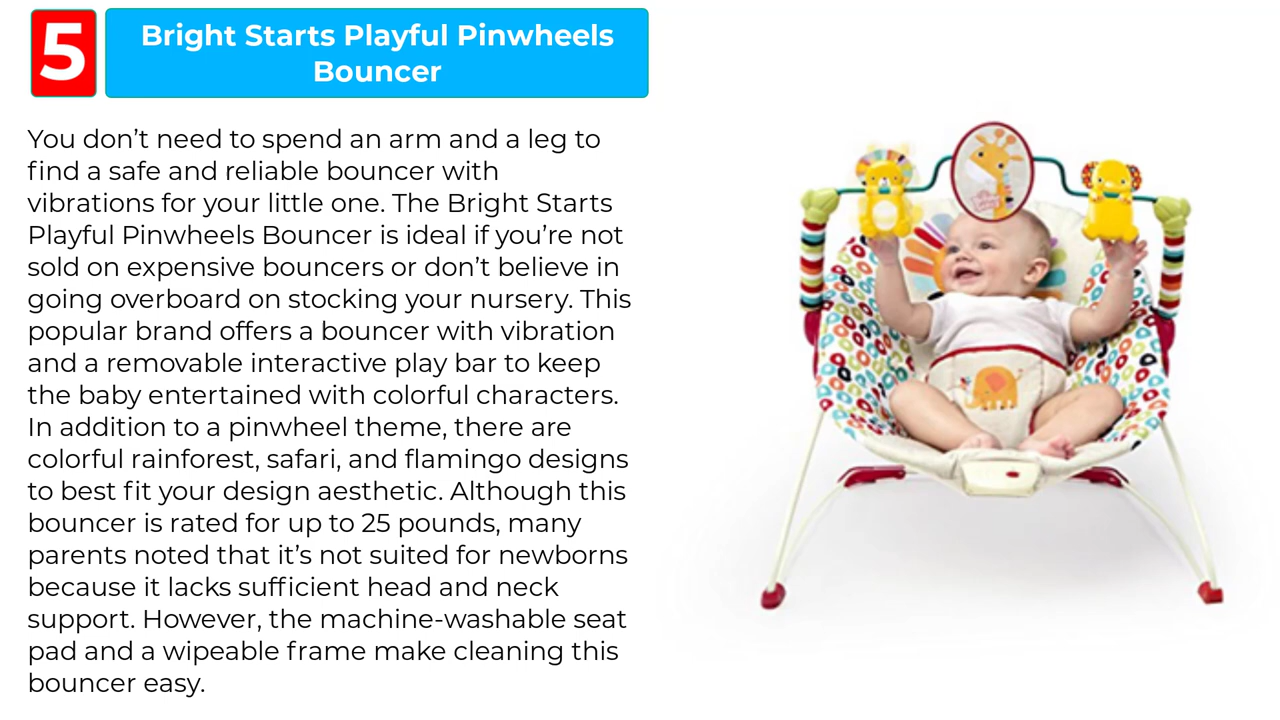 5
Bright Starts Playful Pinwheels
Bouncer
You don’t need to spend an arm and a leg to
find a safe and reliable bouncer with
vibrations for your little one. The Bright Starts
Playful Pinwheels Bouncer is ideal if you’re not
sold on expensive bouncers or don’t believe in
going overboard on stocking your nursery. This
popular brand offers a bouncer with vibration
and a removable interactive play bar to keep
the baby entertained with colorful characters.
In addition to a pinwheel theme, there are
colorful rainforest, safari, and flamingo designs
to best fit your design aesthetic. Although this
bouncer is rated for up to 25 pounds, many
parents noted that it’s not suited for newborns
because it lacks sufficient head and neck
support. However, the machine-washable seat
pad and a wipeable frame make cleaning this
bouncer easy.